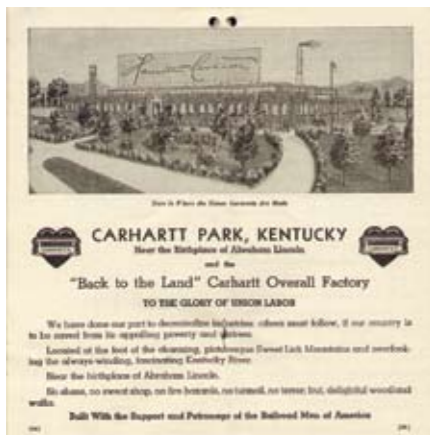 Hamilton Carhartt
Here Is Where the Union Garments Are Made
CARHARTT PARK, KENTUCKY
Near the Birthplace of Abraham Lincoln
and the
"Back to the Land" Carhartt Overall Factory
TO THE GLORY OF UNION LABOR
We have done our part to decentralize industries; others must follow, if our country is
to be saved from its appalling poverty and distress.
Located at the foot of the charming, picturesque Sweet Lick Mountains and overlook-
ing the always-winding, fascinating Kentucky River.
Near the birthplace of Abraham Lincoln.
No abuse, no sweat shop, no fire hazards, no turmoil, no terror; but, delightful woodland
walks.
Built With the Support and Patronage of the Railroad Men of America